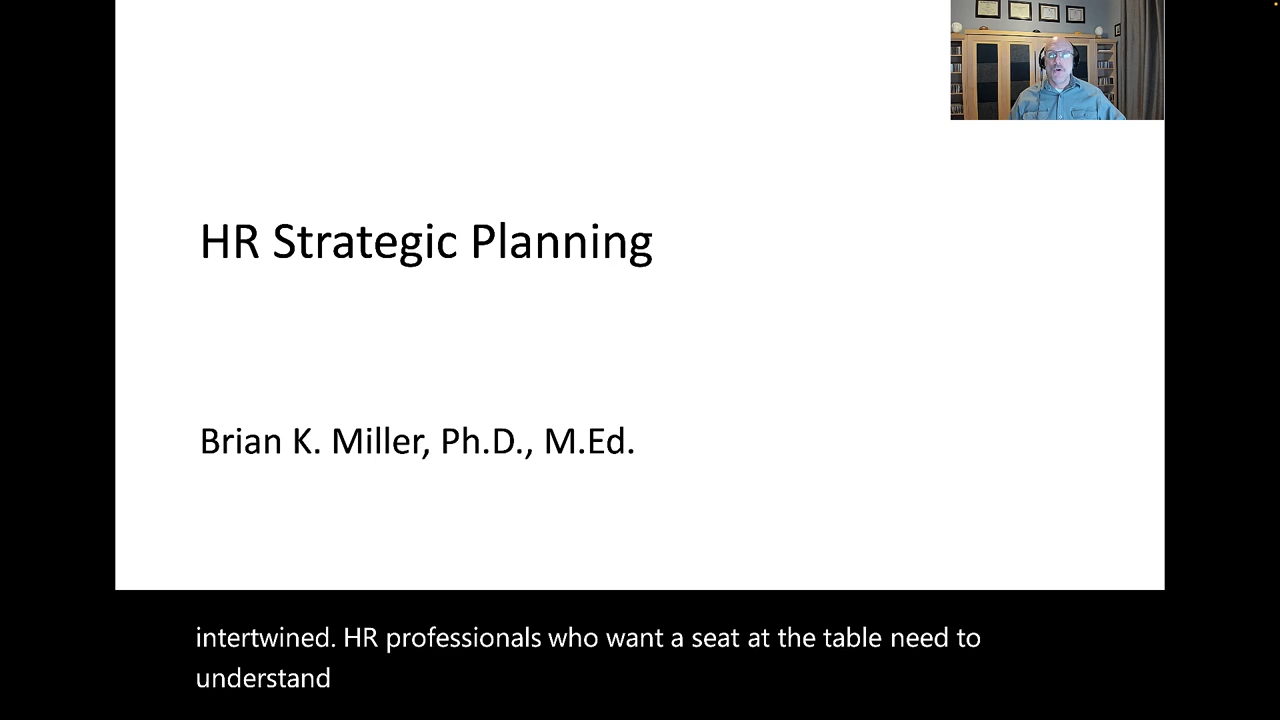 HR Strategic Planning
Brian K. Miller, Ph.D., M.Ed.
intertwined. HR professionals who want a seat at the table need to
understand